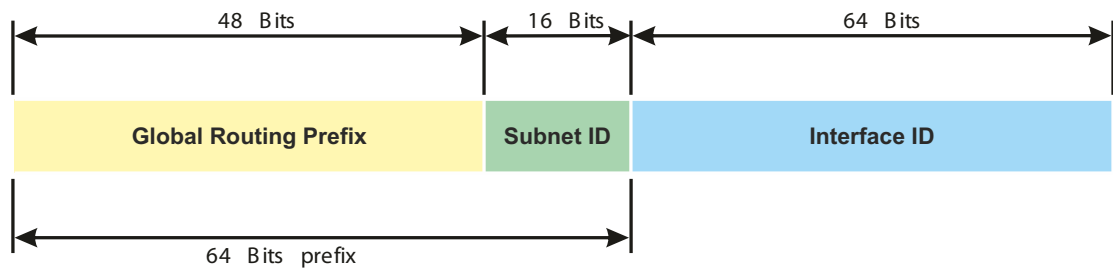 48 Bits
16 Bits
64 Bits
Global Routing Prefix
Subnet ID
Interface ID
64 Bits prefix